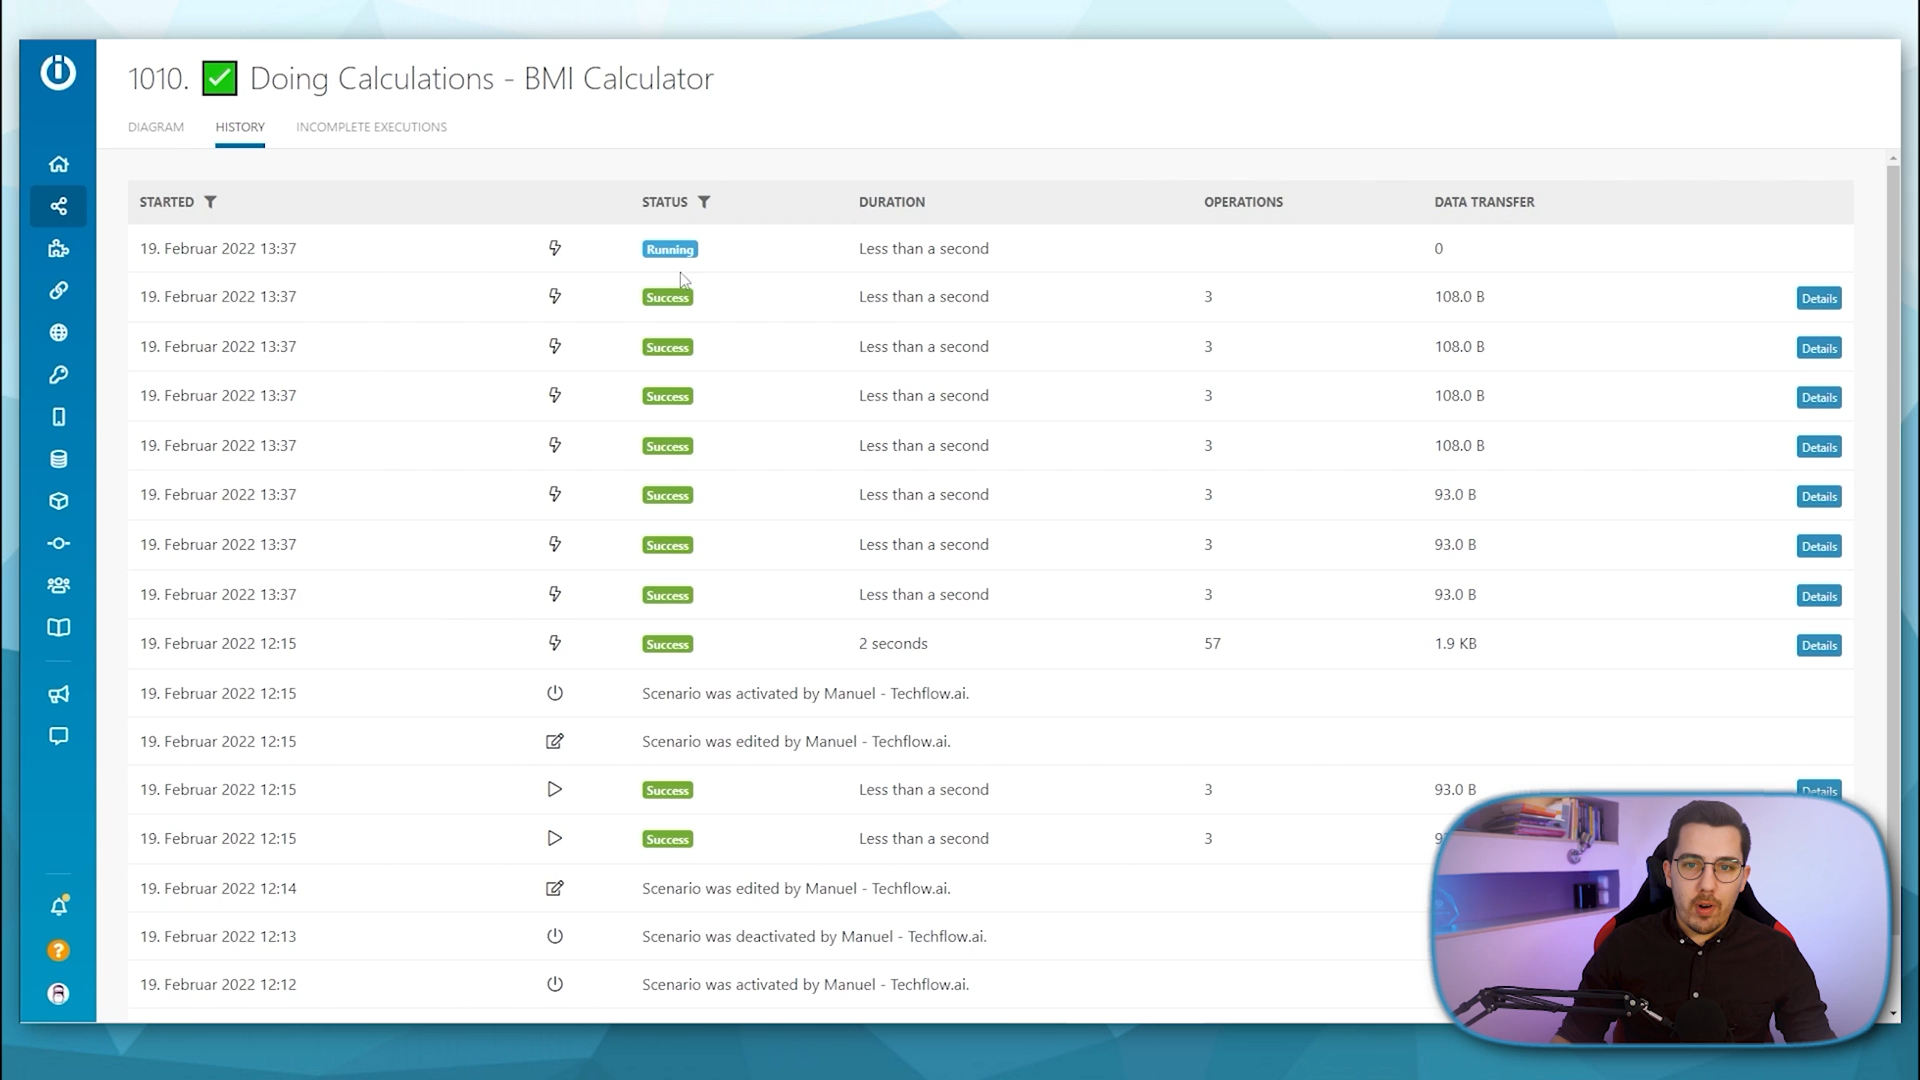 1010. Doing Calculations - BMI Calculator
DIAGRAM HISTORY INCOMPLETE EXECUTIONS
STARTED STATUS DURATION OPERATIONS DATA TRANSFER
19. Februar 2022 13:37 Running Less than a second 0
19. Februar 2022 13:37 Success Less than a second 3 108.0 B Details
19. Februar 2022 13:37 Success Less than a second 3 108.0 B Details
19. Februar 2022 13:37 Success Less than a second 3 108.0 B Details
19. Februar 2022 13:37 Success Less than a second 3 108.0 B Details
19. Februar 2022 13:37 Success Less than a second 3 93.0 B Details
19. Februar 2022 13:37 Success Less than a second 3 93.0 B Details
19. Februar 2022 13:37 Success Less than a second 3 93.0 B Details
19. Februar 2022 12:15 Success 2 seconds 57 1.9 KB Details
19. Februar 2022 12:15 Scenario was activated by Manuel - Techflow.ai.
19. Februar 2022 12:15 Scenario was edited by Manuel - Techflow.ai.
19. Februar 2022 12:15 Success Less than a second 3 93.0 B Details
19. Februar 2022 12:15 Success Less than a second 3
19. Februar 2022 12:14 Scenario was edited by Manuel - Techflow.ai.
19. Februar 2022 12:13 Scenario was deactivated by Manuel - Techflow.ai.
19. Februar 2022 12:12 Scenario was activated by Manuel - Techflow.ai.